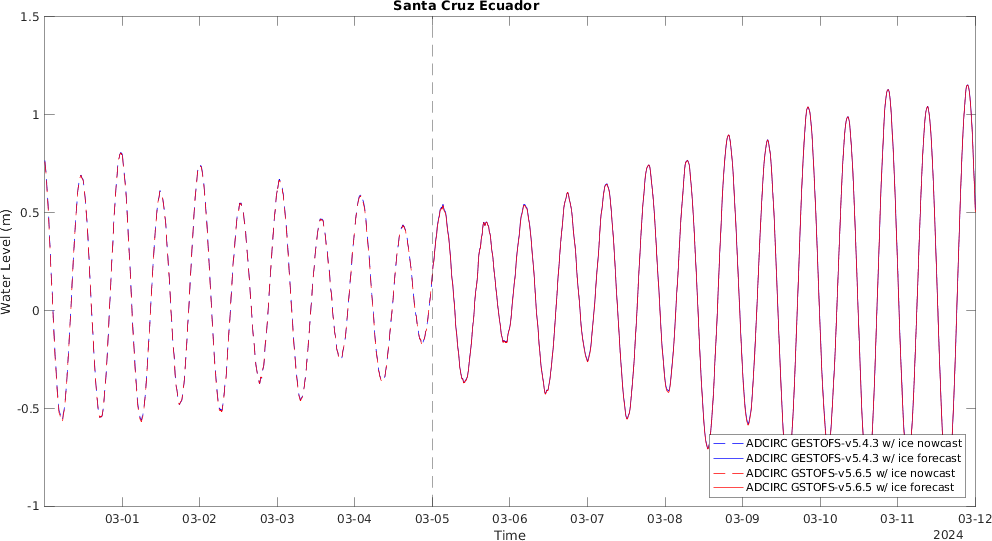 Santa Cruz Ecuador
1.5
1
0.5
0
-0.5
-1
Water Level (m)
ADCIRC GESTOFS-v5.4.3 w/ ice nowcast
ADCIRC GESTOFS-v5.4.3 w/ ice forecast
ADCIRC GSTOFS-v5.6.5 w/ ice nowcast
ADCIRC GSTOFS-v5.6.5 w/ ice forecast
03-01 03-02 03-03 03-04 03-05 03-06 03-07 03-08 03-09 03-10 03-11 03-12
Time 2024